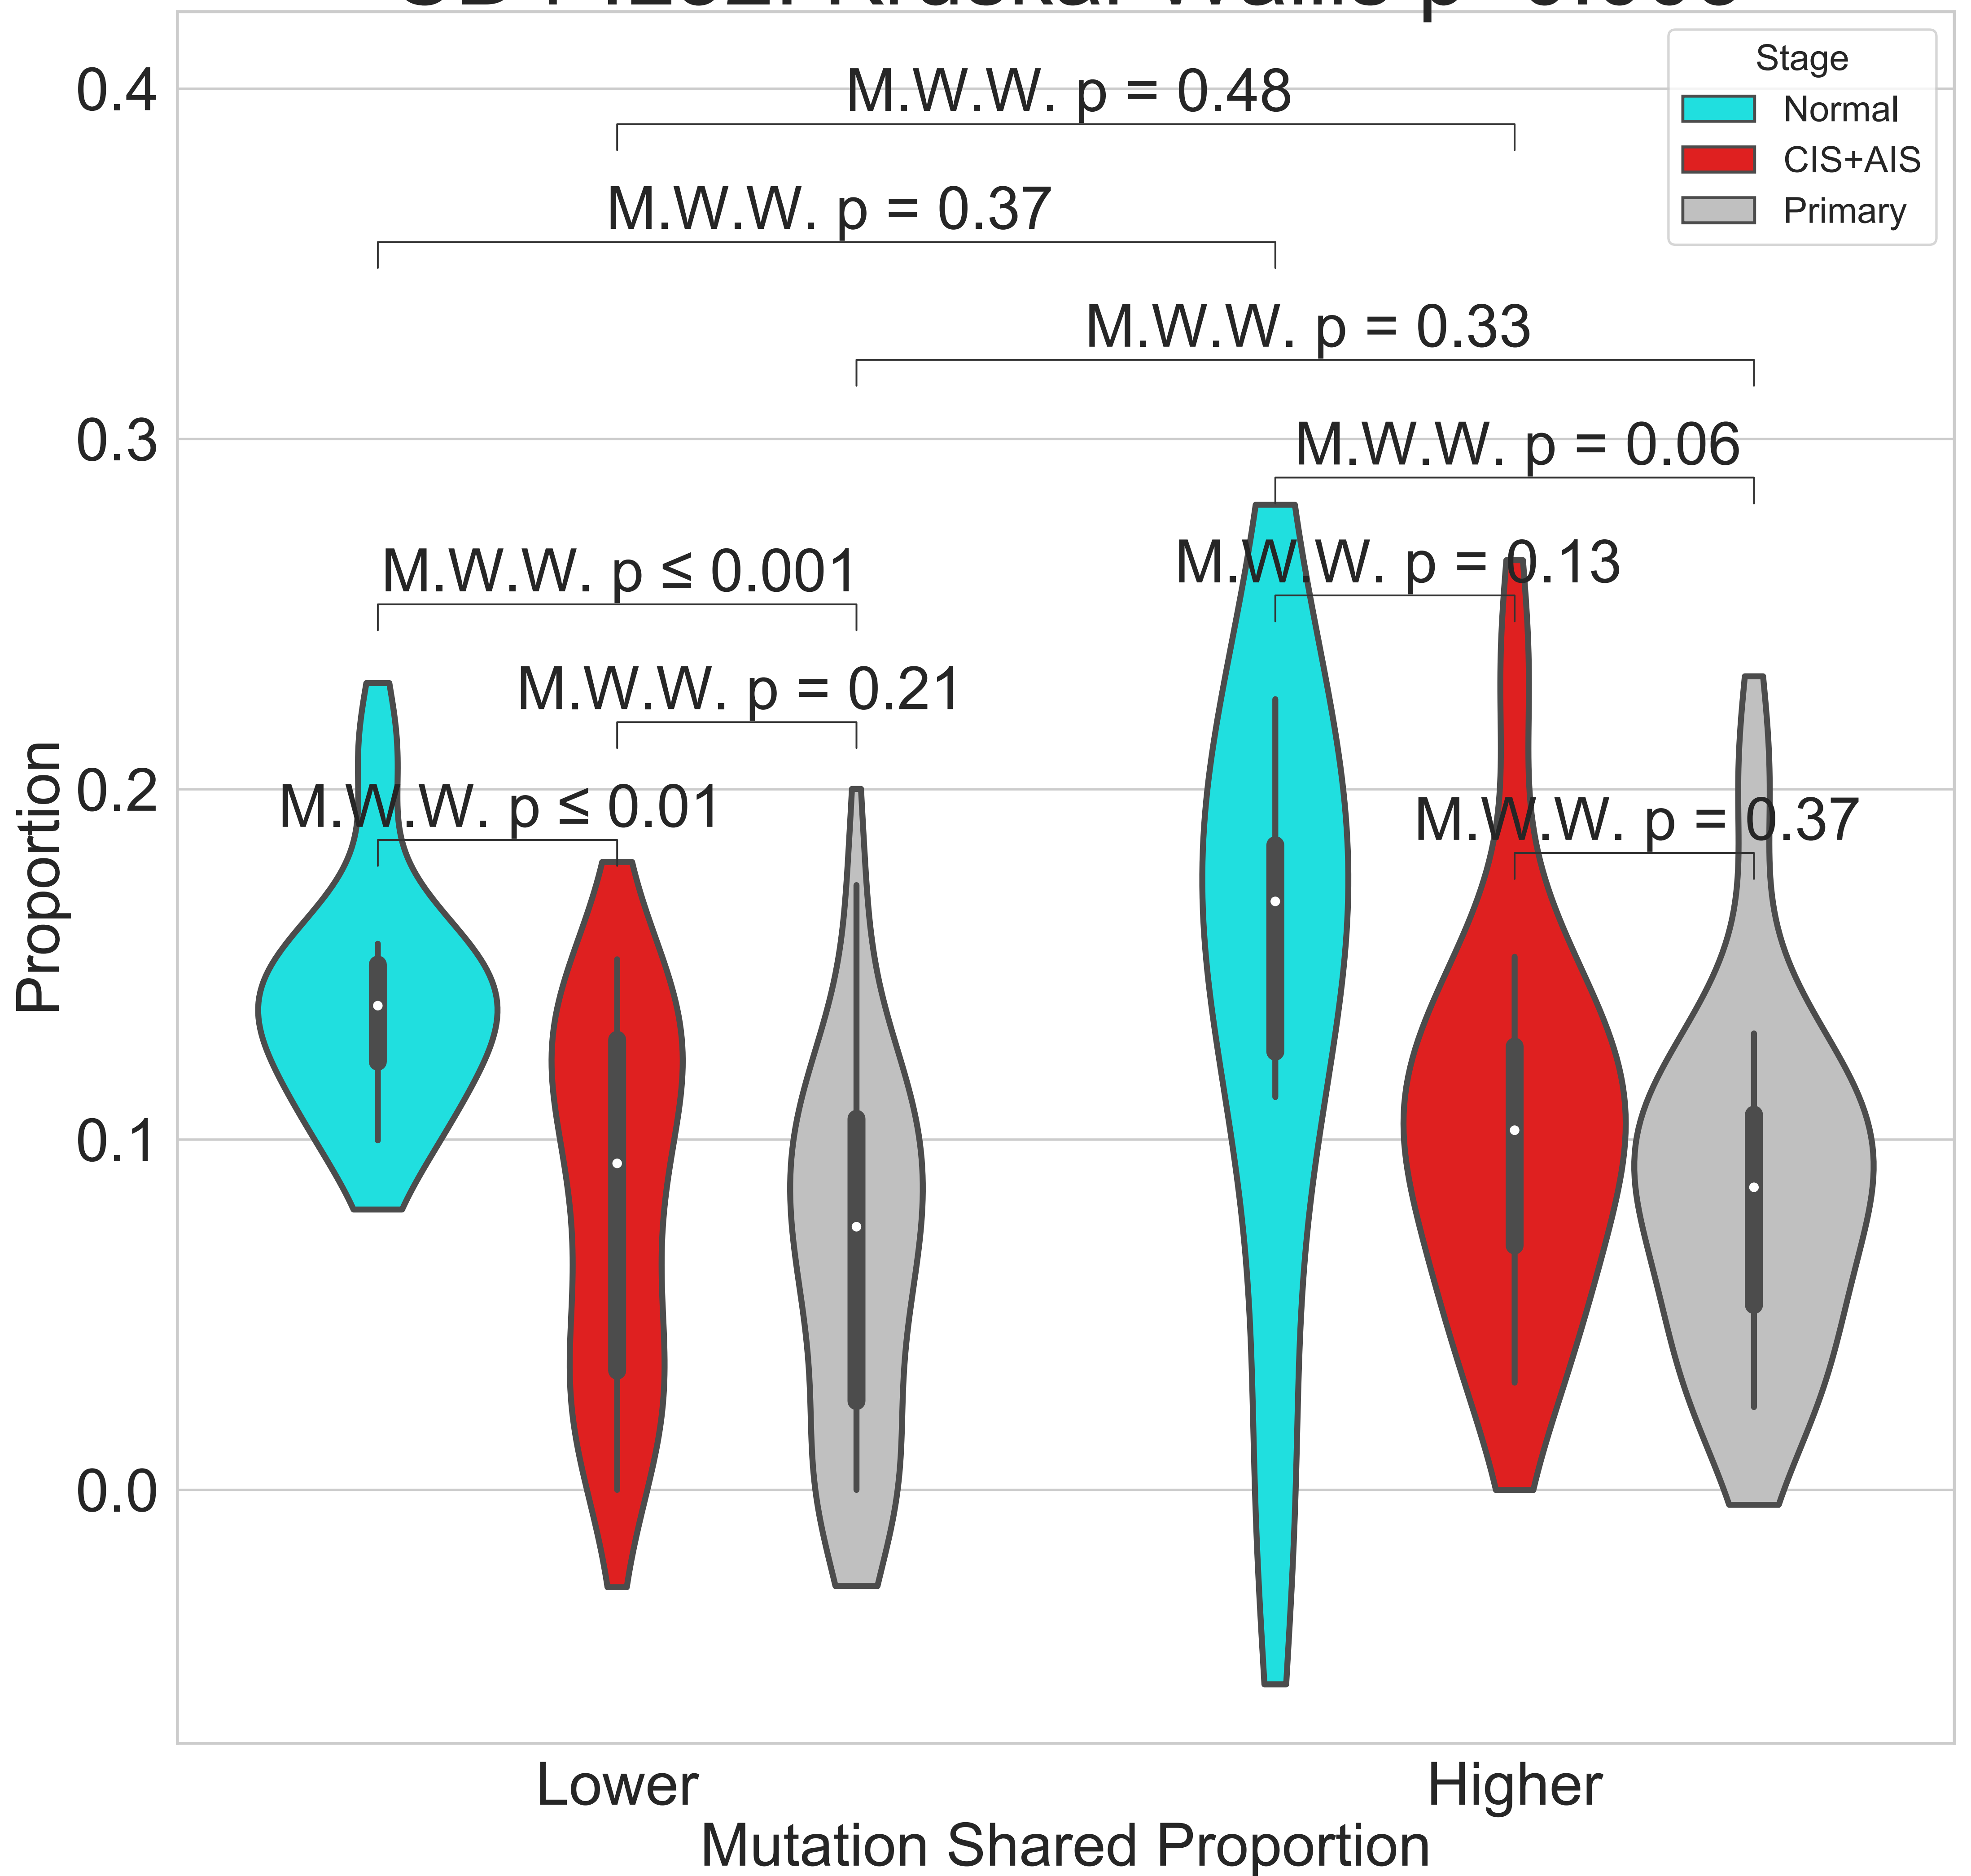 Stage
Normal
CIS+AIS
Primary
0.4
0.3
0.2
0.1
0.0
Proportion
M.W.W. p = 0.48
M.W.W. p = 0.37
M.W.W. p = 0.33
M.W.W. p = 0.06
M.W.W. p = 0.13
M.W.W. p ≤ 0.001
M.W.W. p = 0.21
M.W.W. p ≤ 0.01
M.W.W. p = 0.37
Lower
Higher
Mutation Shared Proportion